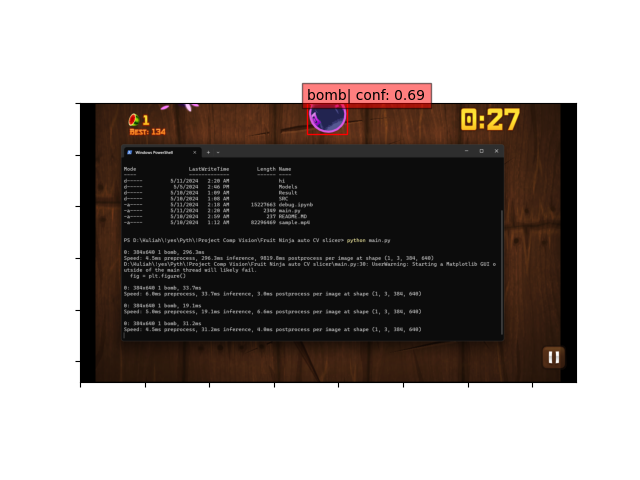 bomb| conf: 0.69
1
BEST: 134
0:27
Windows PowerShell
Mode LastWriteTime Length Name
---- ------------- ------ ----
d----- 5/11/2024 2:20 AM hi
d----- 5/5/2024 2:46 PM Models
d----- 5/10/2024 1:09 AM Result
d----- 5/10/2024 1:08 AM SRC
-a---- 5/11/2024 2:18 AM 15227663 debug.ipynb
-a---- 5/11/2024 2:20 AM 2389 main.py
-a---- 5/10/2024 2:59 AM 237 README.MD
-a---- 5/10/2024 1:12 AM 82296469 sample.mp4
PS D:\Kuliah\!yes\Pyth\!Project Comp Vision\Fruit Ninja auto CV slicer> python main.py
0: 384x640 1 bomb, 296.3ms
Speed: 4.5ms preprocess, 296.3ms inference, 9819.8ms postprocess per image at shape (1, 3, 384, 640)
D:\Kuliah\!yes\Pyth\!Project Comp Vision\Fruit Ninja auto CV slicer\main.py:30: UserWarning: Starting a Matplotlib GUI o
utside of the main thread will likely fail.
fig = plt.figure()
0: 384x640 1 bomb, 33.7ms
Speed: 6.0ms preprocess, 33.7ms inference, 3.0ms postprocess per image at shape (1, 3, 384, 640)
0: 384x640 1 bomb, 19.1ms
Speed: 5.0ms preprocess, 19.1ms inference, 6.0ms postprocess per image at shape (1, 3, 384, 640)
0: 384x640 1 bomb, 31.2ms
Speed: 4.5ms preprocess, 31.2ms inference, 4.0ms postprocess per image at shape (1, 3, 384, 640)